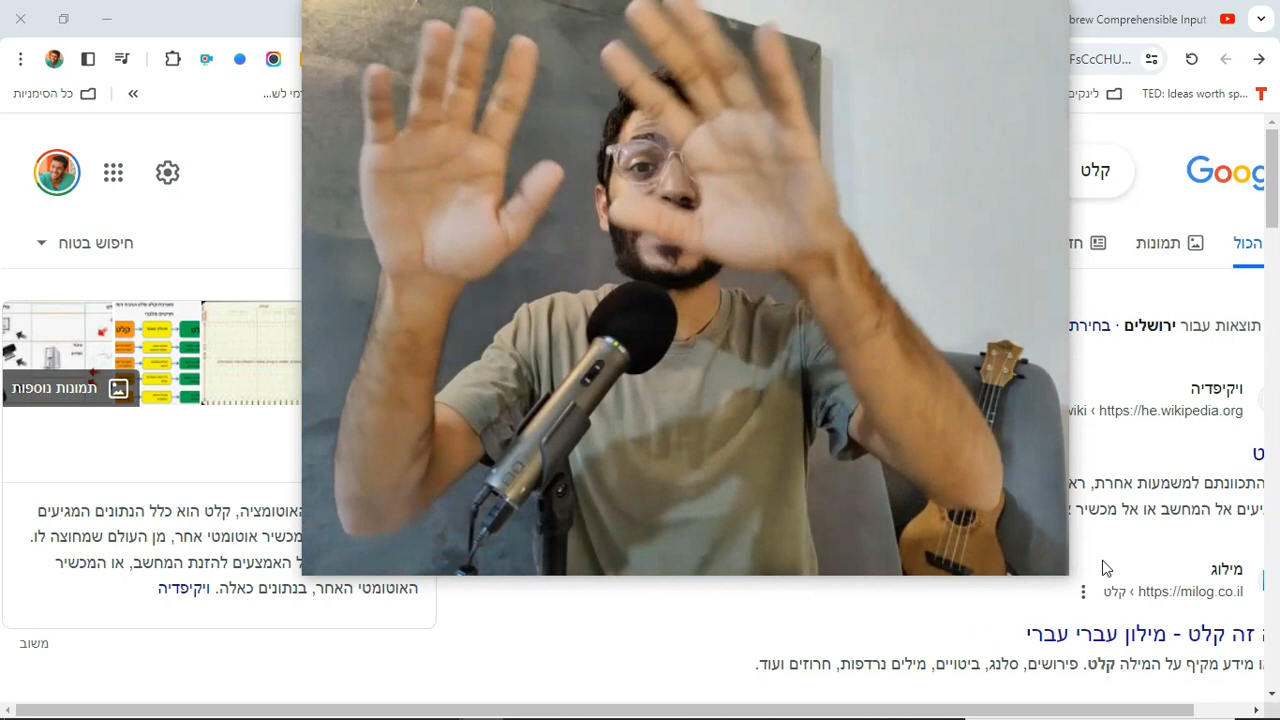 brew Comprehensible Input
FsCcCHU...
כל הסימניות
דמי לש...
לינקים
TED: Ideas worth sp...
קלט
Goog
הכול
תמונות
חד
חיפוש בטוח
תמונות נוספות
תוצאות עבור ירושלים · בחירת
ויקיפדיה
wiki ‹ https://he.wikipedia.org
ט
התכוונתם למשמעות אחרת, רא
יעים אל המחשב או אל מכשיר א
האוטומציה, קלט הוא כלל הנתונים המגיעים
מכשיר אוטומטי אחר, מן העולם שמחוצה לו.
ל האמצעים להזנת המחשב, או המכשיר
האוטומטי האחר, בנתונים כאלה. ויקיפדיה
משוב
מילוג
קלט ‹ https://milog.co.il
ה זה קלט - מילון עברי עברי
ו מידע מקיף על המילה קלט. פירושים, סלנג, ביטויים, מילים נרדפות, חרוזים ועוד.